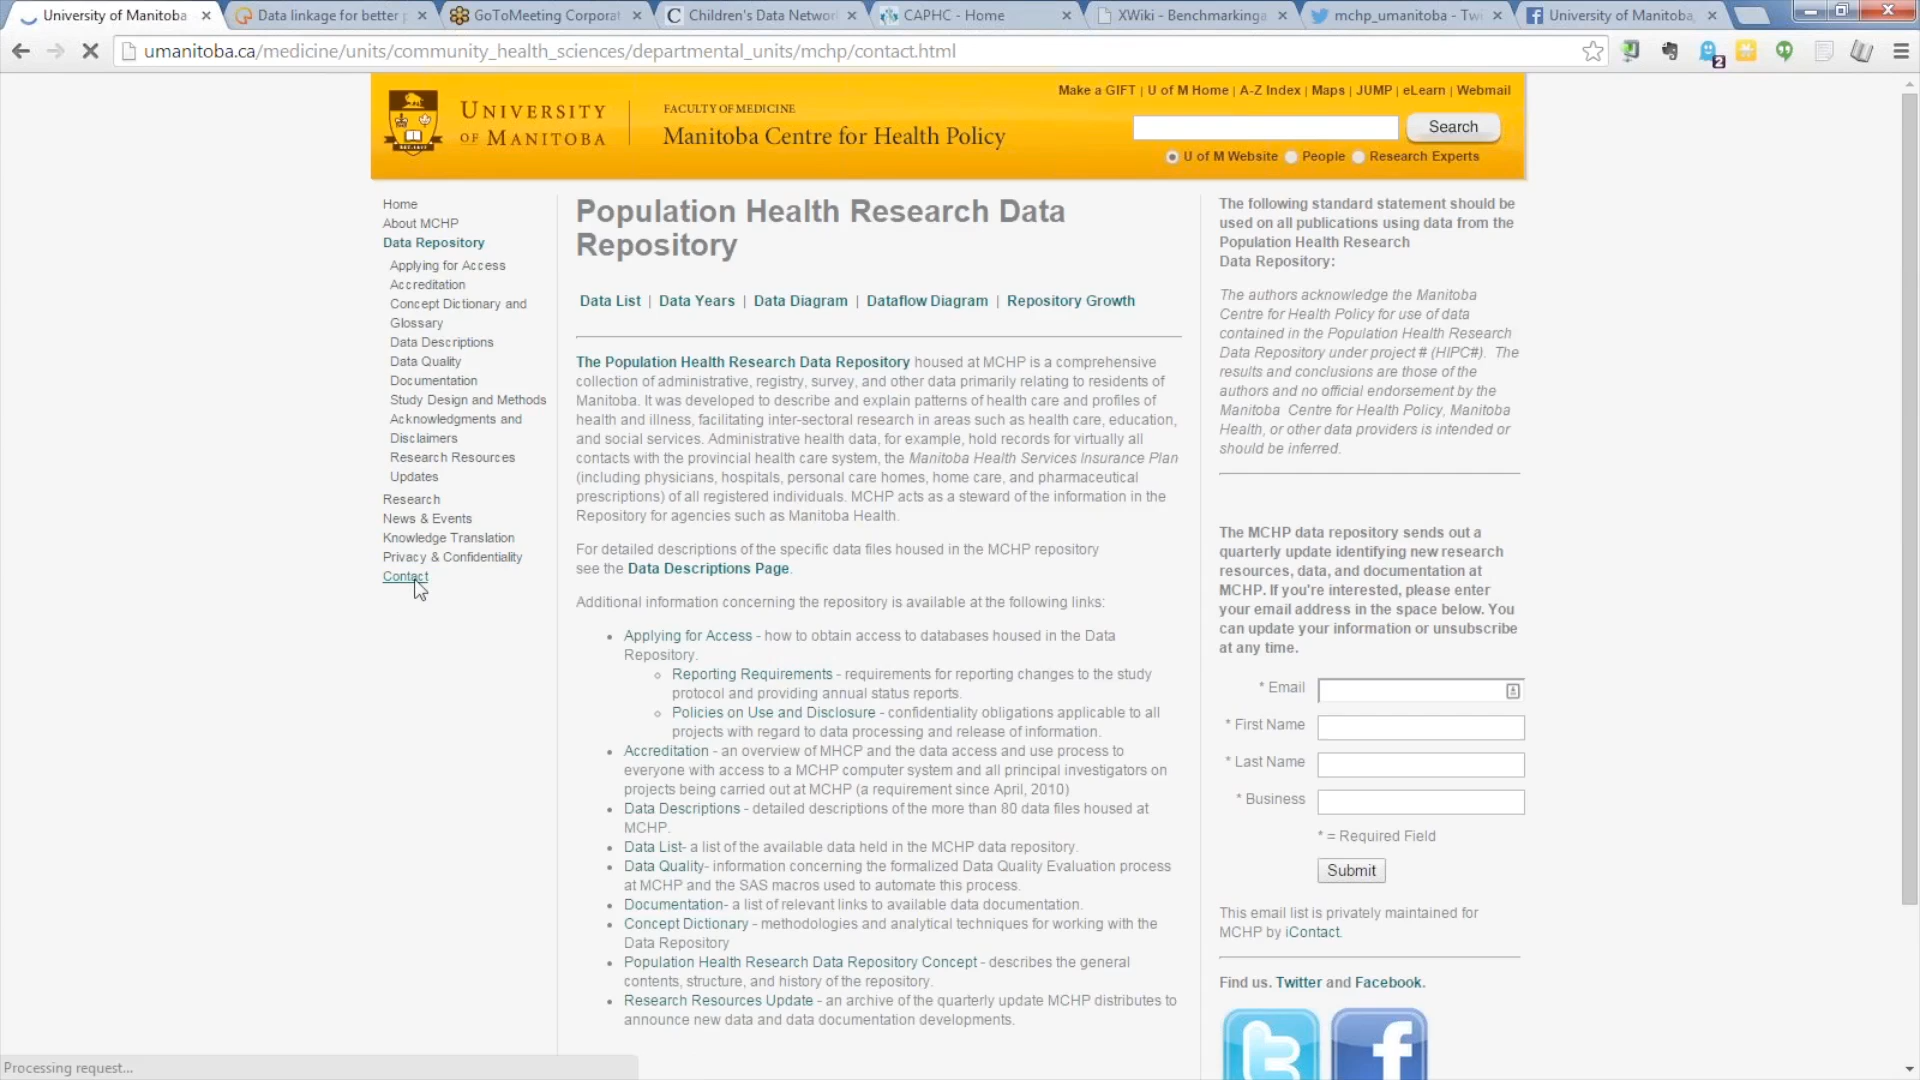 University of Manitoba
Data linkage for better p
GoToMeeting Corporat
Children's Data Network
CAPHC - Home
XWiki - Benchmarking
mchp_umanitoba - Twi
University of Manitoba,
umanitoba.ca/medicine/units/community_health_sciences/departmental_units/mchp/contact.html
2
UNIVERSITY
OF MANITOBA
FACULTY OF MEDICINE
Manitoba Centre for Health Policy
Make a GIFT | U of M Home | A-Z Index | Maps | JUMP | eLearn | Webmail
Search
U of M Website People Research Experts
Home
About MCHP
Data Repository
Applying for Access
Accreditation
Concept Dictionary and
Glossary
Data Descriptions
Data Quality
Documentation
Study Design and Methods
Acknowledgments and
Disclaimers
Research Resources
Updates
Research
News & Events
Knowledge Translation
Privacy & Confidentiality
Contact
Population Health Research Data
Repository
Data List | Data Years | Data Diagram | Dataflow Diagram | Repository Growth
The Population Health Research Data Repository housed at MCHP is a comprehensive
collection of administrative, registry, survey, and other data primarily relating to residents of
Manitoba. It was developed to describe and explain patterns of health care and profiles of
health and illness, facilitating inter-sectoral research in areas such as health care, education,
and social services. Administrative health data, for example, hold records for virtually all
contacts with the provincial health care system, the Manitoba Health Services Insurance Plan
(including physicians, hospitals, personal care homes, home care, and pharmaceutical
prescriptions) of all registered individuals. MCHP acts as a steward of the information in the
Repository for agencies such as Manitoba Health.
For detailed descriptions of the specific data files housed in the MCHP repository
see the Data Descriptions Page.
Additional information concerning the repository is available at the following links:
Applying for Access - how to obtain access to databases housed in the Data
Repository.
Reporting Requirements - requirements for reporting changes to the study
protocol and providing annual status reports.
Policies on Use and Disclosure - confidentiality obligations applicable to all
projects with regard to data processing and release of information.
Accreditation - an overview of MHCP and the data access and use process to
everyone with access to a MCHP computer system and all principal investigators on
projects being carried out at MCHP (a requirement since April, 2010)
Data Descriptions - detailed descriptions of the more than 80 data files housed at
MCHP.
Data List- a list of the available data held in the MCHP data repository.
Data Quality- information concerning the formalized Data Quality Evaluation process
at MCHP and the SAS macros used to automate this process.
Documentation- a list of relevant links to available data documentation.
Concept Dictionary - methodologies and analytical techniques for working with the
Data Repository
Population Health Research Data Repository Concept - describes the general
contents, structure, and history of the repository.
Research Resources Update - an archive of the quarterly update MCHP distributes to
announce new data and data documentation developments.
The following standard statement should be
used on all publications using data from the
Population Health Research
Data Repository:
The authors acknowledge the Manitoba
Centre for Health Policy for use of data
contained in the Population Health Research
Data Repository under project # (HIPC#). The
results and conclusions are those of the
authors and no official endorsement by the
Manitoba Centre for Health Policy, Manitoba
Health, or other data providers is intended or
should be inferred.
The MCHP data repository sends out a
quarterly update identifying new research
resources, data, and documentation at
MCHP. If you're interested, please enter
your email address in the space below. You
can update your information or unsubscribe
at any time.
* Email
* First Name
* Last Name
* Business
* = Required Field
Submit
This email list is privately maintained for
MCHP by iContact.
Find us. Twitter and Facebook.
Processing request...